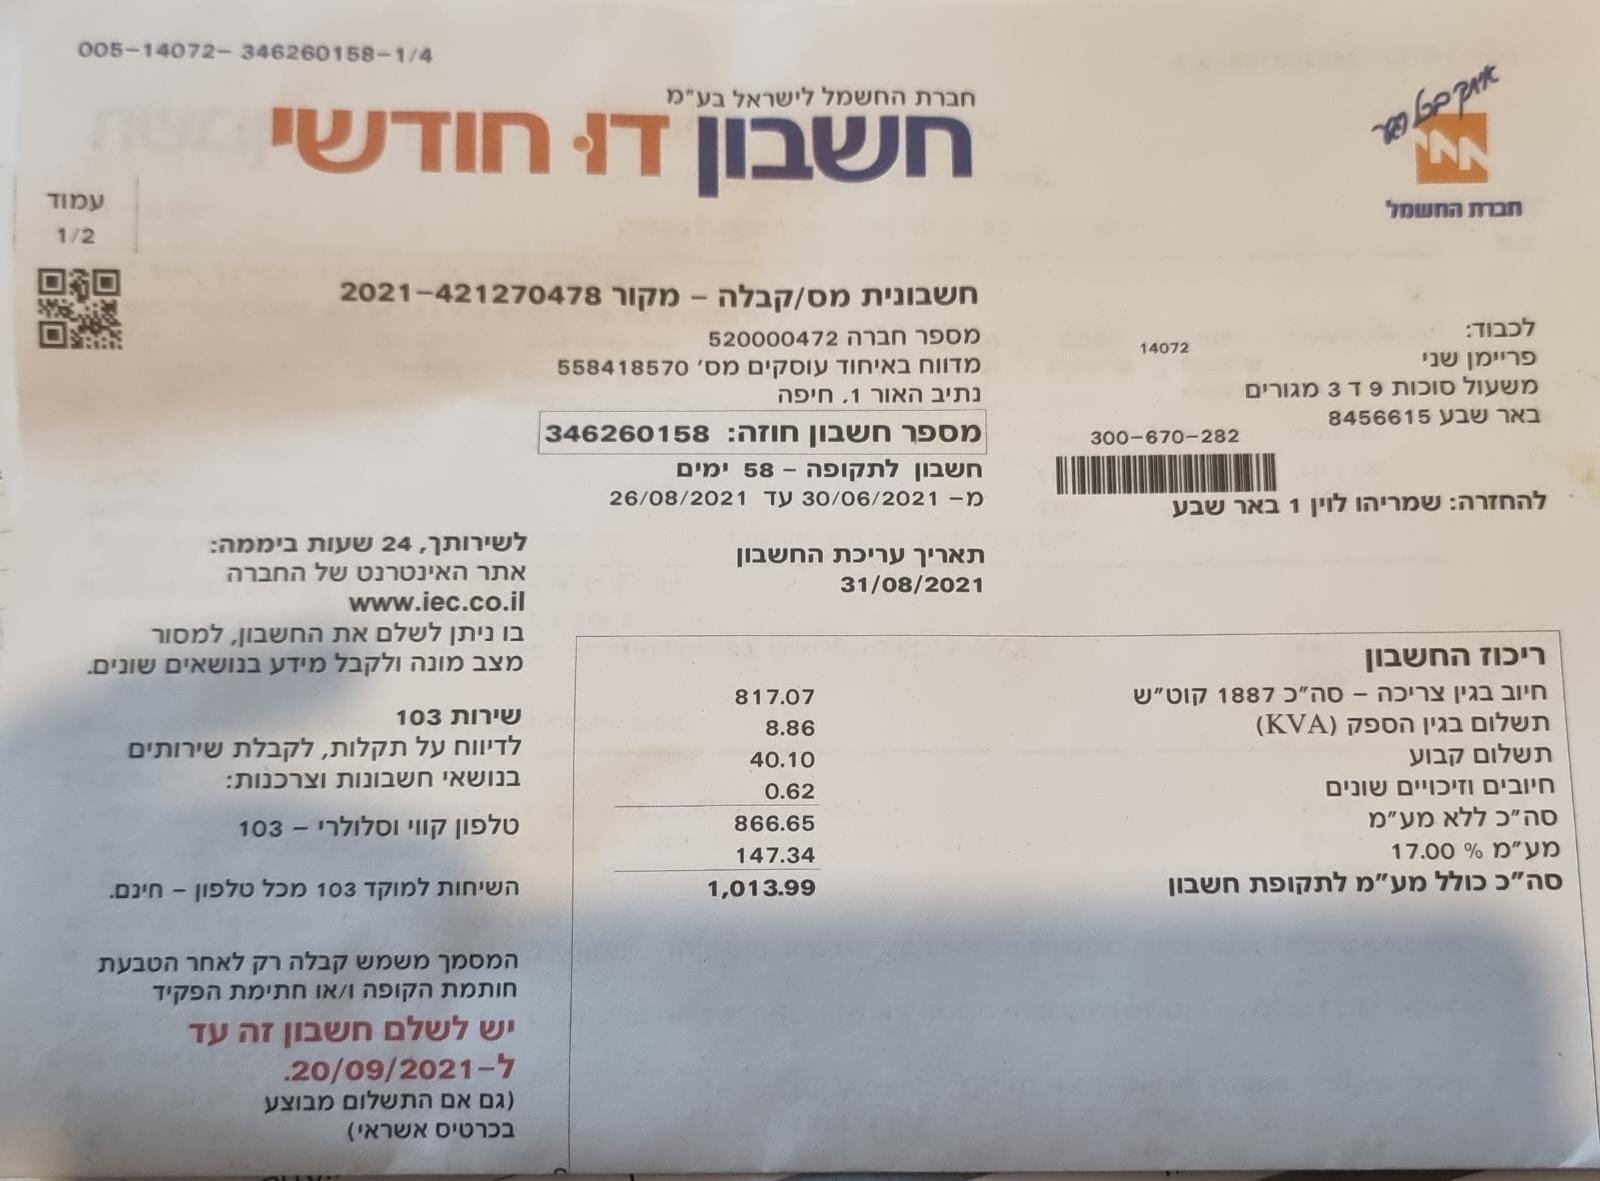 005-14072- 346260158-1/4
חברת החשמל לישראל בע"מ
חשבון דו-חודשי
חברת החשמל
עמוד
1/2
חשבונית מס/קבלה - מקור 2021-421270478
מספר חברה 520000472
מדווח באיחוד עוסקים מס' 558418570
נתיב האור 1, חיפה
מספר חשבון חוזה: 346260158
חשבון לתקופה - 58 ימים
מ- 30/06/2021 עד 26/08/2021
תאריך עריכת החשבון
31/08/2021
לכבוד:
14072
פריימן שני
משעול סוכות 9 ד 3 מגורים
באר שבע 8456615
300-670-282
להחזרה: שמריהו לוין 1 באר שבע
לשירותך, 24 שעות ביממה:
אתר האינטרנט של החברה
www.iec.co.il
בו ניתן לשלם את החשבון, למסור
מצב מונה ולקבל מידע בנושאים שונים.
שירות 103
לדיווח על תקלות, לקבלת שירותים
בנושאי חשבונות וצרכנות:
טלפון קווי וסלולרי - 103
השיחות למוקד 103 מכל טלפון - חינם.
המסמך משמש קבלה רק לאחר הטבעת
חותמת הקופה ו/או חתימת הפקיד
יש לשלם חשבון זה עד
ל-20/09/2021.
(גם אם התשלום מבוצע
בכרטיס אשראי)
ריכוז החשבון
חיוב בגין צריכה - סה"כ 1887 קוט"ש 817.07
תשלום בגין הספק (KVA) 8.86
תשלום קבוע 40.10
חיובים וזיכויים שונים 0.62
סה"כ ללא מע"מ 866.65
מע"מ % 17.00 147.34
סה"כ כולל מע"מ לתקופת חשבון 1,013.99